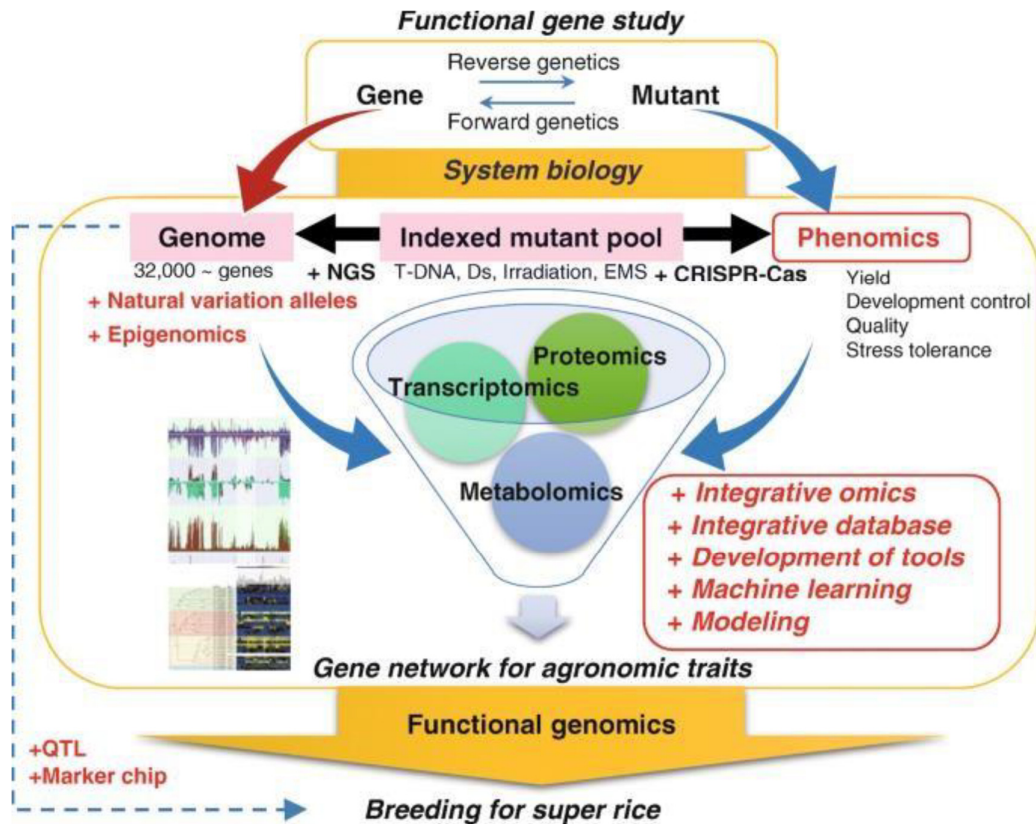 Functional gene study
Reverse genetics
Gene
Mutant
Forward genetics
System biology
Genome
Indexed mutant pool
Phenomics
32,000 ~ genes
+ NGS
T-DNA, Ds, Irradiation, EMS
+ CRISPR-Cas
+ Natural variation alleles
+ Epigenomics
Yield
Development control
Quality
Stress tolerance
Proteomics
Transcriptomics
Metabolomics
+ Integrative omics
+ Integrative database
+ Development of tools
+ Machine learning
+ Modeling
Gene network for agronomic traits
Functional genomics
+QTL
+Marker chip
Breeding for super rice